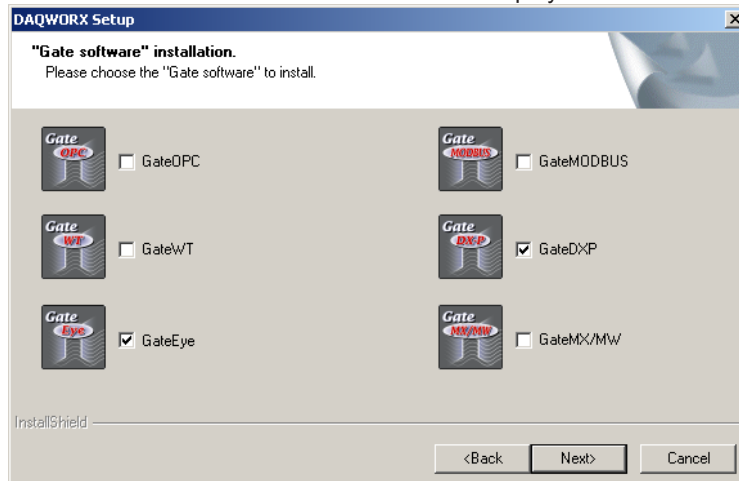 DAQWORX Setup
"Gate software" installation.
Please choose the "Gate software" to install.
Gate OPC
GateOPC
Gate MODBUS
GateMODBUS
Gate WT
GateWT
Gate DX-P
GateDXP
Gate Eye
GateEye
Gate MX/MW
GateMX/MW
InstallShield
<Back
Next>
Cancel